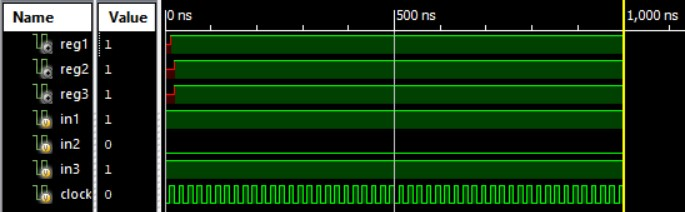 Name Value 0 ns 500 ns 1,000 ns
reg1 1
reg2 1
reg3 1
in1 1
in2 0
in3 1
clock 0